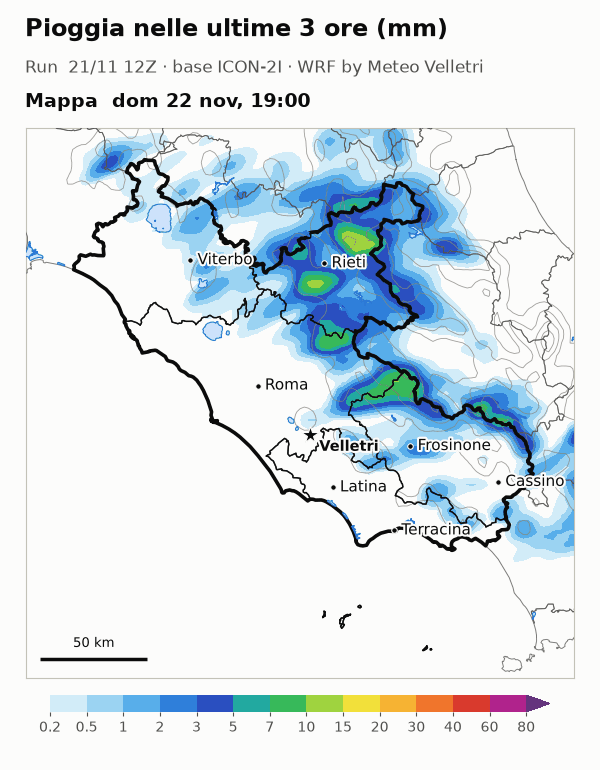 Pioggia nelle ultime 3 ore (mm)
Run  21/11 12Z · base ICON-2I · WRF by Meteo Velletri
Mappa  dom 22 nov, 19:00
Viterbo
Rieti
Roma
Velletri
Frosinone
Latina
Cassino
Terracina
50 km
0.2 0.5 1 2 3 5 7 10 15 20 30 40 60 80